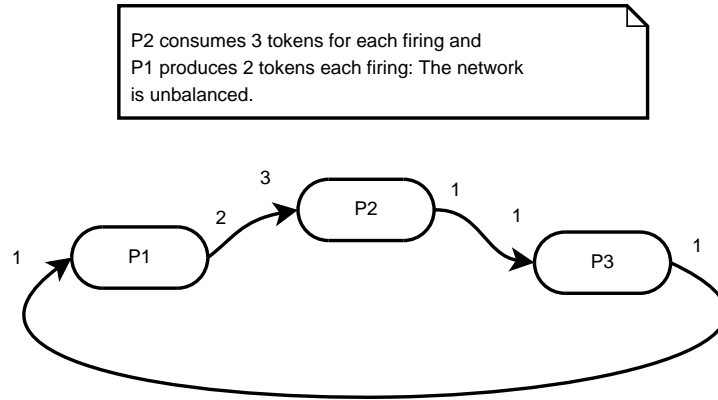 P2 consumes 3 tokens for each firing and
P1 produces 2 tokens each firing: The network
is unbalanced.
3
P2
1
2
1
1
1
P1
P3